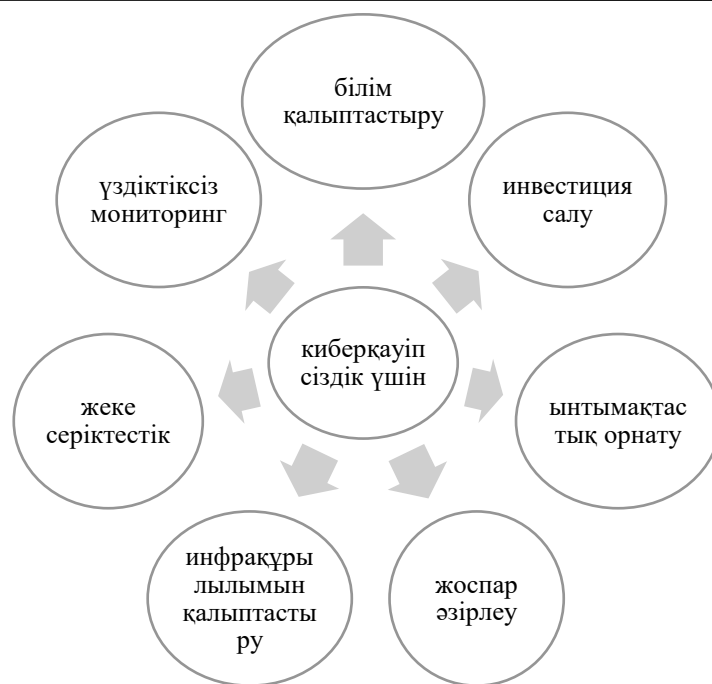 білім
қалыптастыру
инвестиция
салу
ынтымақтас
тық орнату
жоспар
әзірлеу
инфрақұры
лылымын
қалыптасты
ру
жеке
серіктестік
үздіктіксіз
мониторинг
киберқауіп
сіздік үшін